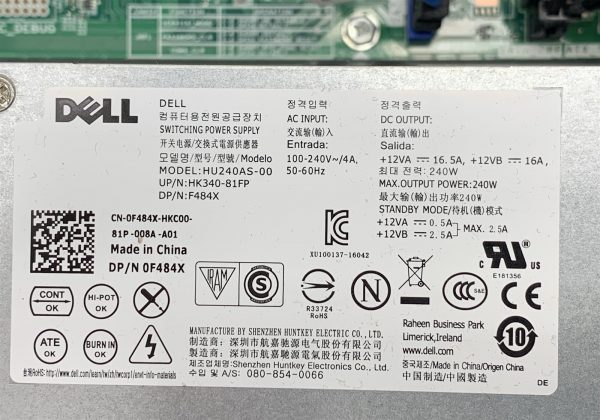 DELL
DELL
컴퓨터용전원공급장치
SWITCHING POWER SUPPLY
开关电源/交換式電源供應器
모델명/型号/型號/Modelo
MODEL:HU240AS-00
UP/N:HK340-81FP
DP/N:F484X
정격입력:
AC INPUT:
交流输(輸)入
Entrada:
100-240V~/4A,
50-60Hz
정격출력
DC OUTPUT:
直流输(輸)出
Salida:
+12VA ⎓ 16.5A, +12VB ⎓ 16A,
최대 전력: 240W
MAX.OUTPUT POWER:240W
最大输(輸)出功率240W.
STANDBY MODE/待机(機)模式
+12VA ⎓ 0.5A
+12VB ⎓ 2.5A
MAX. 2.5A
CN-0F484X-HKC00-
81P-008A-A01
Made in China
DP/N 0F484X
XU100137-16042
c UR us
E181356
CONT OK
HI-POT OK
IRAM
S
R33724
RoHS
N
CCC S&E
CE
ATE OK
BURN IN OK
MANUFACTURE BY SHENZHEN HUNTKEY ELECTRIC CO., LTD.
制造商: 深圳市航嘉驰源电气股份有限公司
製造商: 深圳市航嘉馳源電氣股份有限公司
제조업체명:Shenzhen Huntkey Electronics Co.,Ltd.
수입 및 A/S: 080-854-0066
Raheen Business Park
Limerick,Ireland
www.dell.com
10
중국제조/Made in China/Origen China
中国制造/中國製造
DE